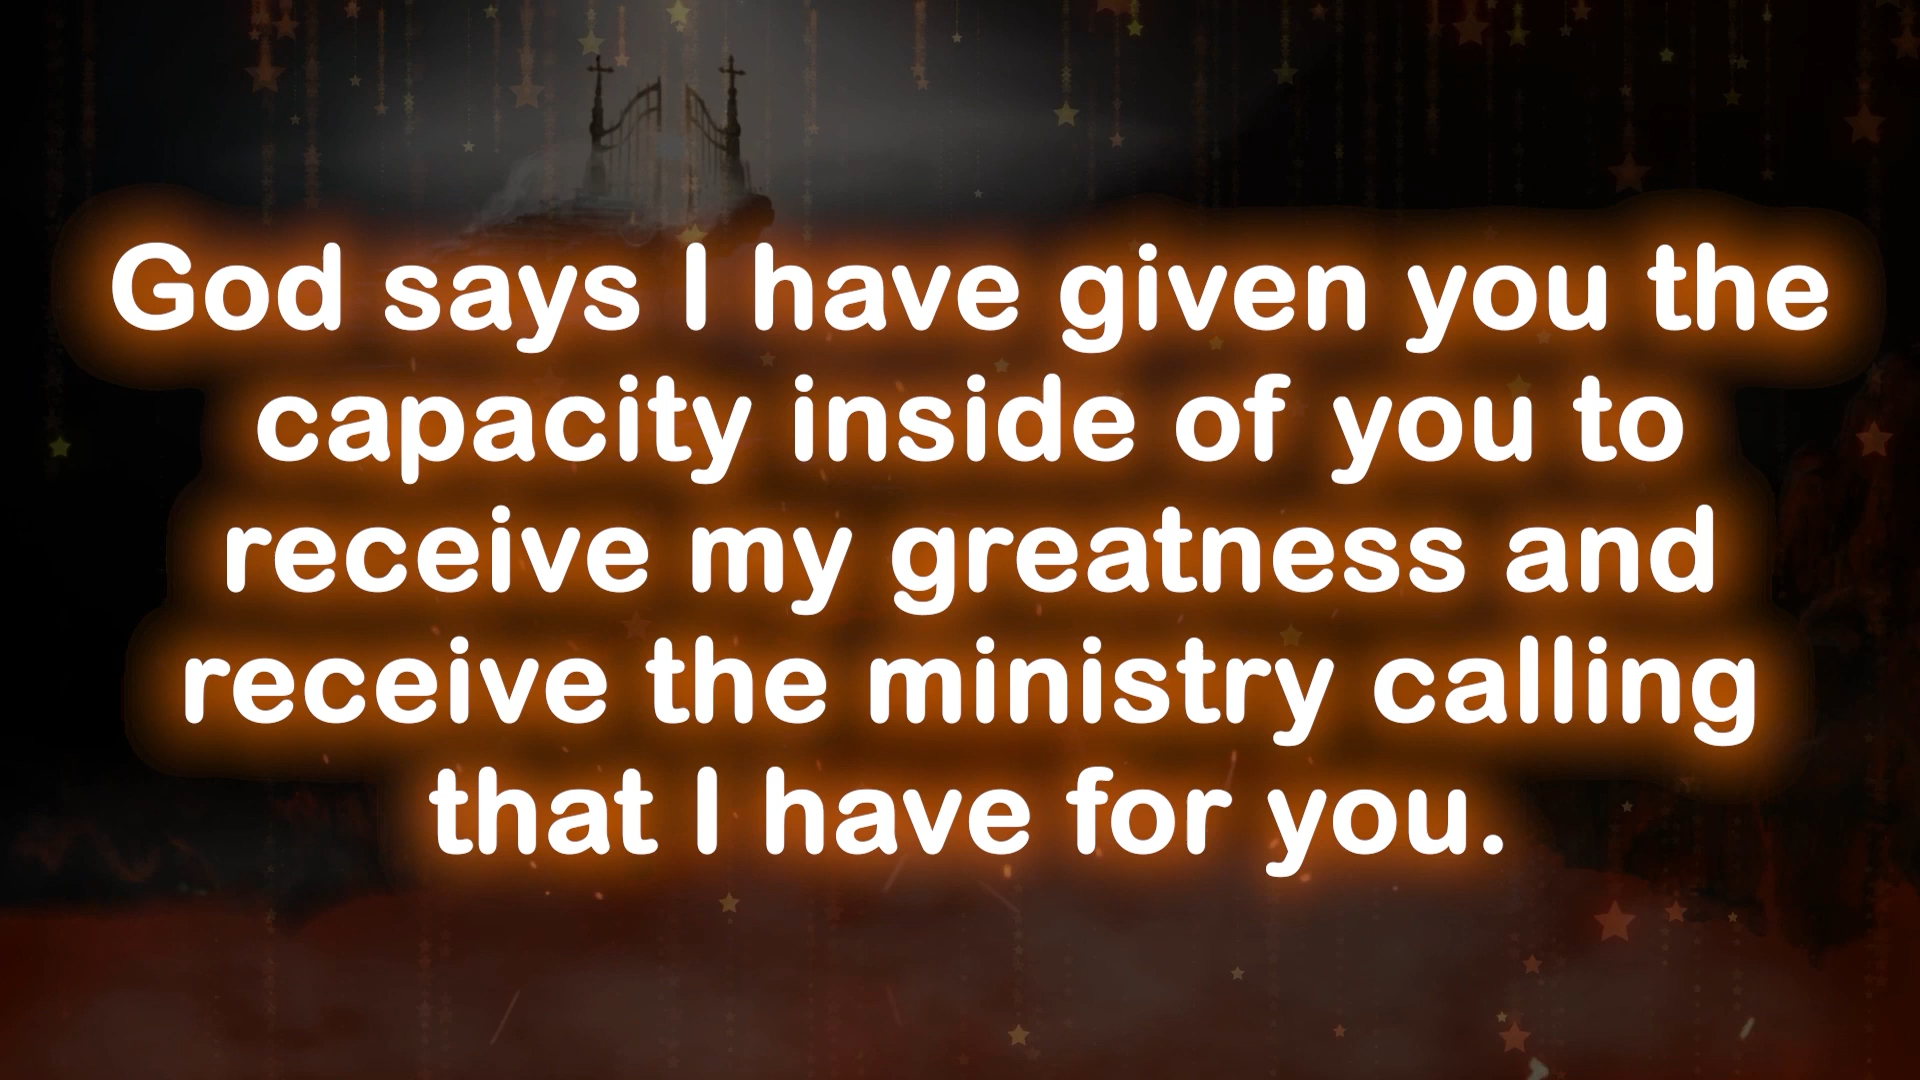 God says I have given you the
capacity inside of you to
receive my greatness and
receive the ministry calling
that I have for you.